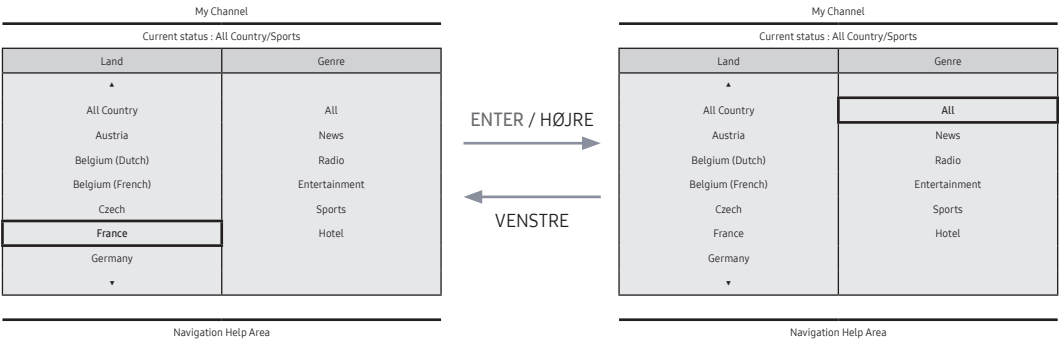 My Channel
Current status : All Country/Sports
Land Genre
▲
All Country All
Austria News
Belgium (Dutch) Radio
Belgium (French) Entertainment
Czech Sports
France Hotel
Germany
▼
Navigation Help Area
ENTER / HØJRE
VENSTRE
My Channel
Current status : All Country/Sports
Land Genre
▲
All Country All
Austria News
Belgium (Dutch) Radio
Belgium (French) Entertainment
Czech Sports
France Hotel
Germany
▼
Navigation Help Area